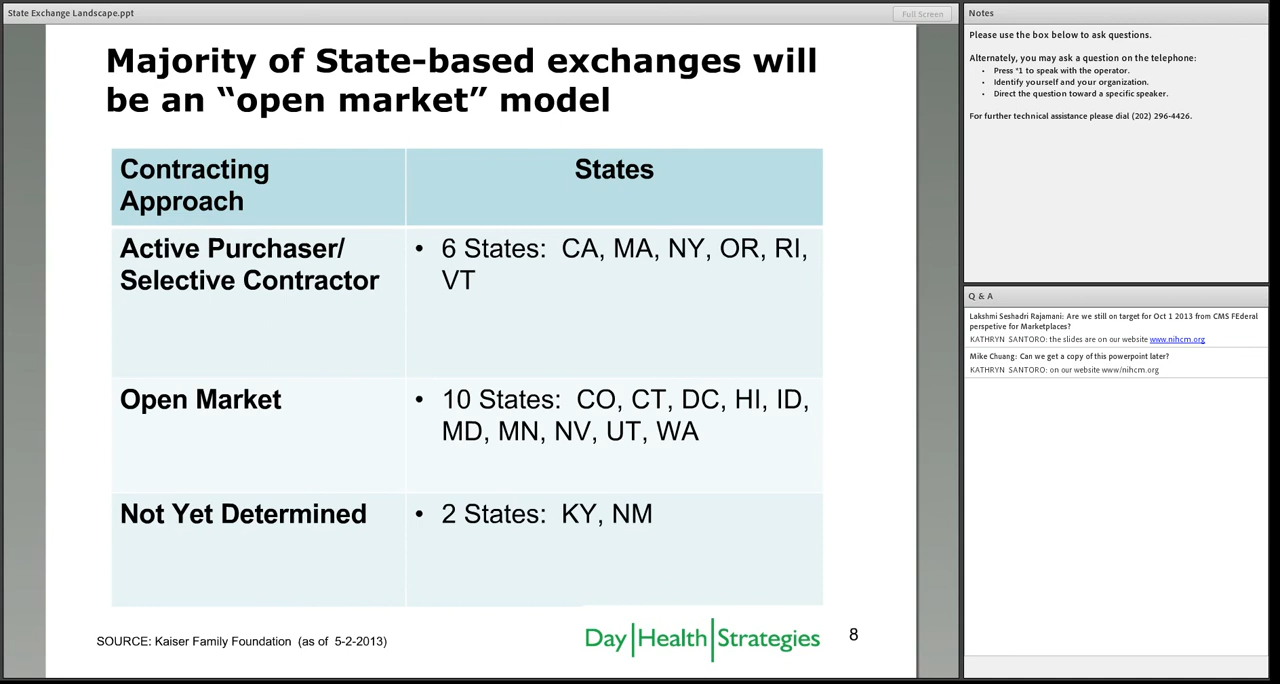 State Exchange Landscape.ppt
Full Screen
Majority of State-based exchanges will
be an “open market” model
Contracting
Approach
States
Active Purchaser/
Selective Contractor
• 6 States: CA, MA, NY, OR, RI,
VT
Open Market
• 10 States: CO, CT, DC, HI, ID,
MD, MN, NV, UT, WA
Not Yet Determined
• 2 States: KY, NM
SOURCE: Kaiser Family Foundation (as of 5-2-2013)
Day|Health|Strategies
8
Notes
Please use the box below to ask questions.
Alternately, you may ask a question on the telephone:
• Press *1 to speak with the operator.
• Identify yourself and your organization.
• Direct the question toward a specific speaker.
For further technical assistance please dial (202) 296-4426.
Q & A
Lakshmi Seshadri Rajamani: Are we still on target for Oct 1 2013 from CMS FEderal
perspetive for Marketplaces?
KATHRYN SANTORO: the slides are on our website www.nihcm.org
Mike Chuang: Can we get a copy of this powerpoint later?
KATHRYN SANTORO: on our website www/nihcm.org